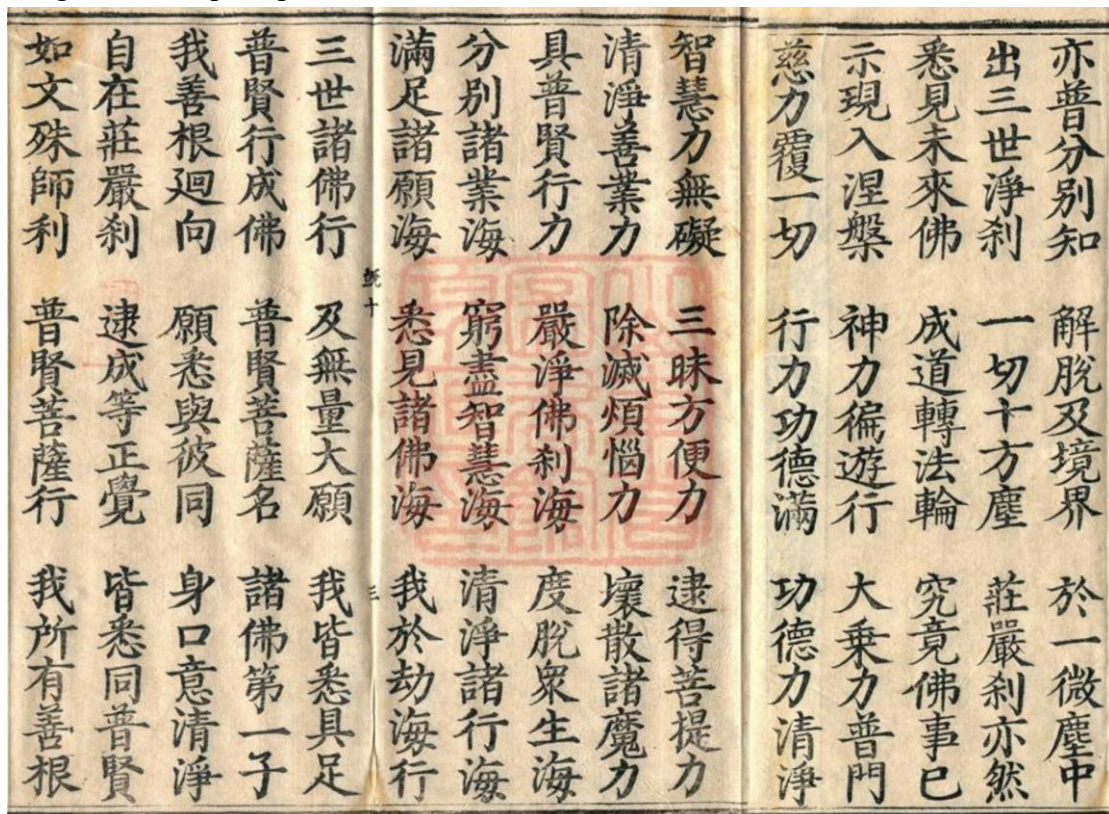 亦普分別知 解脫及境界 於一微塵中
出三世淨刹 一切十方塵 莊嚴刹亦然
悉見未來佛 成道轉法輪 究竟佛事已
示現入涅槃 神力徧遊行 大乗力普門
慈力覆一切 行力功德滿 功德力清淨
智慧力無礙 三昧方便力 逮得菩提力
清淨善業力 除滅煩惱力 壞散諸魔力
具普賢行力 嚴淨佛刹海 度脫衆生海
分別諸業海 窮盡智慧海 清淨諸行海
滿足諸願海 悉見諸佛海 我於劫海行
三
三世諸佛行 及無量大願 我皆悉具足
普賢行成佛 普賢菩薩名 諸佛第一子
我善根廻向 願悉與彼同 身口意清淨
自在莊嚴刹 逮成等正覺 皆悉同普賢
如文殊師利 普賢菩薩行 我所有善根